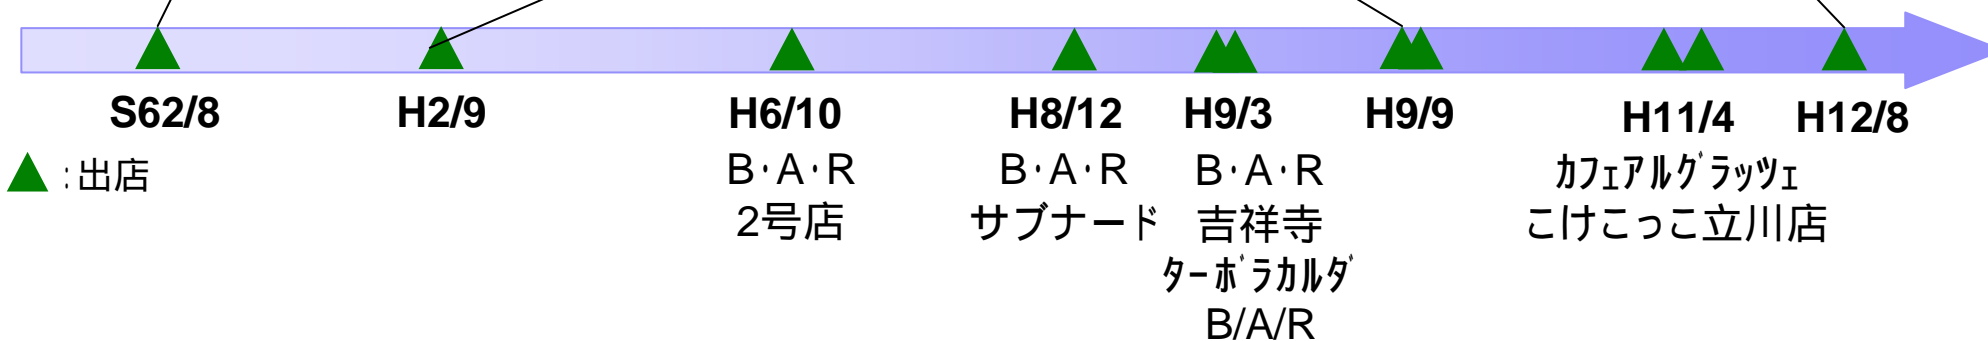 S62/8 H2/9 H6/10 H8/12 H9/3 H9/9 H11/4 H12/8
▲:出店
B・A・R
2号店
B・A・R
サブナード
B・A・R
吉祥寺
ﾀｰﾎﾞﾗｶﾙﾀﾞ
B/A/R
ｶﾌｪｱﾙｸﾞﾗｯﾂｪ
こけこっこ立川店